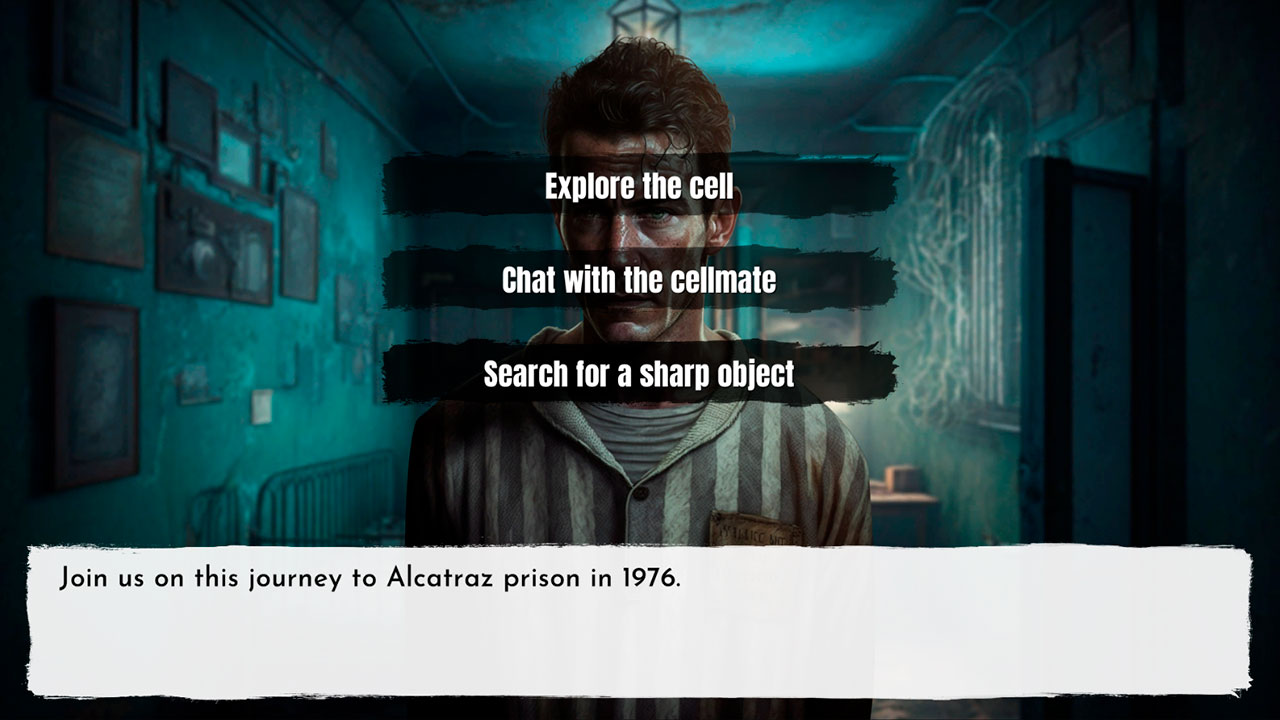 Explore the cell
Chat with the cellmate
Search for a sharp object
Join us on this journey to Alcatraz prison in 1976.